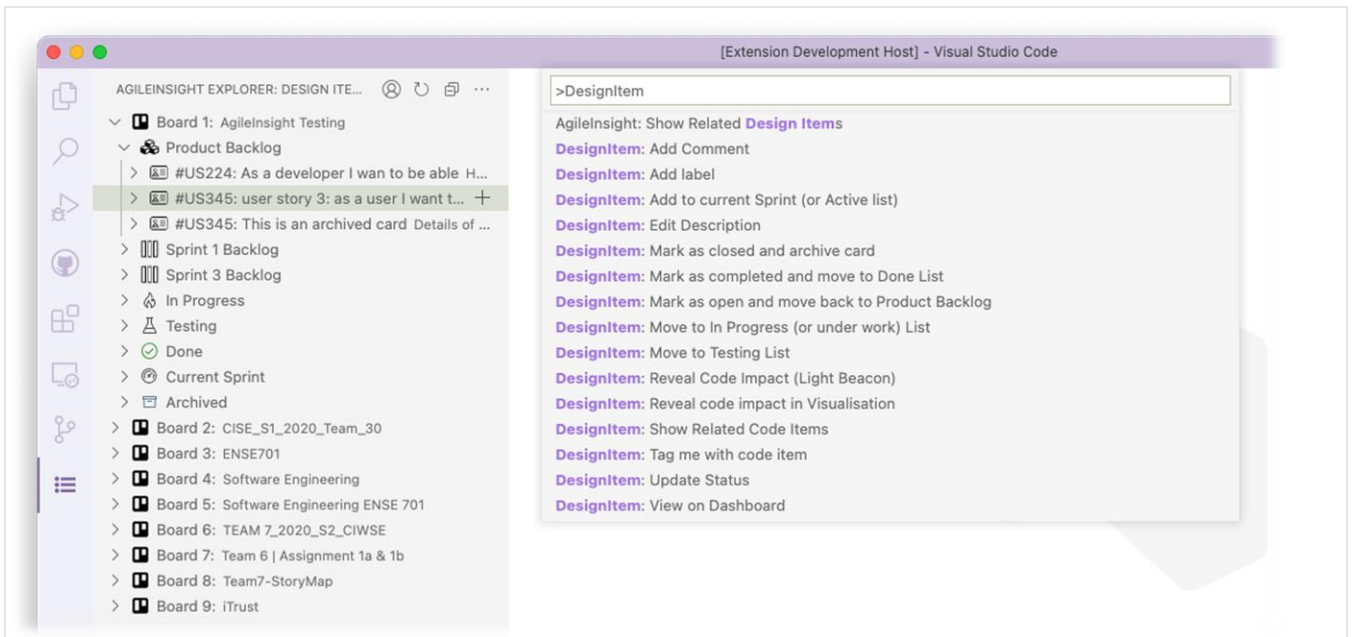 [Extension Development Host] - Visual Studio Code
AGILEINSIGHT EXPLORER: DESIGN ITE...
Board 1: AgileInsight Testing
Product Backlog
#US224: As a developer I wan to be able H...
#US345: user story 3: as a user I want t...
#US345: This is an archived card Details of ...
Sprint 1 Backlog
Sprint 3 Backlog
In Progress
Testing
Done
Current Sprint
Archived
Board 2: CISE_S1_2020_Team_30
Board 3: ENSE701
Board 4: Software Engineering
Board 5: Software Engineering ENSE 701
Board 6: TEAM 7_2020_S2_CIWSE
Board 7: Team 6 | Assignment 1a & 1b
Board 8: Team7-StoryMap
Board 9: iTrust
>DesignItem
AgileInsight: Show Related Design Items
DesignItem: Add Comment
DesignItem: Add label
DesignItem: Add to current Sprint (or Active list)
DesignItem: Edit Description
DesignItem: Mark as closed and archive card
DesignItem: Mark as completed and move to Done List
DesignItem: Mark as open and move back to Product Backlog
DesignItem: Move to In Progress (or under work) List
DesignItem: Move to Testing List
DesignItem: Reveal Code Impact (Light Beacon)
DesignItem: Reveal code impact in Visualisation
DesignItem: Show Related Code Items
DesignItem: Tag me with code item
DesignItem: Update Status
DesignItem: View on Dashboard